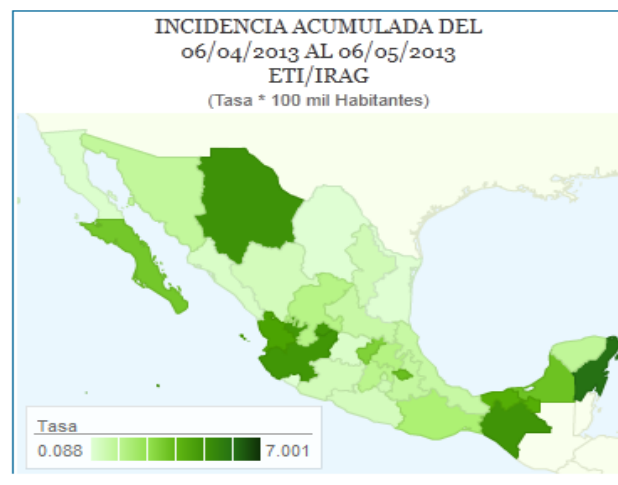 INCIDENCIA ACUMULADA DEL
06/04/2013 AL 06/05/2013
ETI/IRAG
(Tasa * 100 mil Habitantes)
Tasa
0.088 7.001